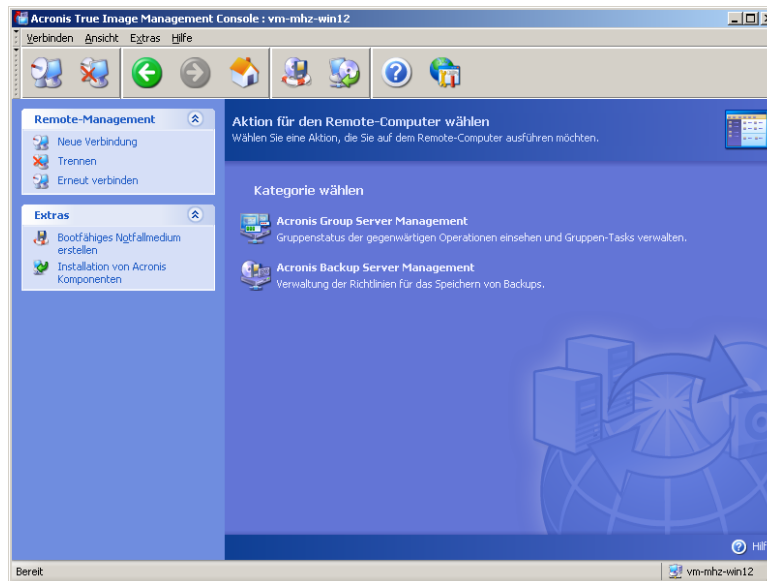 Acronis True Image Management Console : vm-mhz-win12
Verbinden Ansicht Extras Hilfe
Remote-Management
Neue Verbindung
Trennen
Erneut verbinden
Extras
Bootfähiges Notfallmedium
erstellen
Installation von Acronis
Komponenten
Aktion für den Remote-Computer wählen
Wählen Sie eine Aktion, die Sie auf dem Remote-Computer ausführen möchten.
Kategorie wählen
Acronis Group Server Management
Gruppenstatus der gegenwärtigen Operationen einsehen und Gruppen-Tasks verwalten.
Acronis Backup Server Management
Verwaltung der Richtlinien für das Speichern von Backups.
Hilf
Bereit
vm-mhz-win12